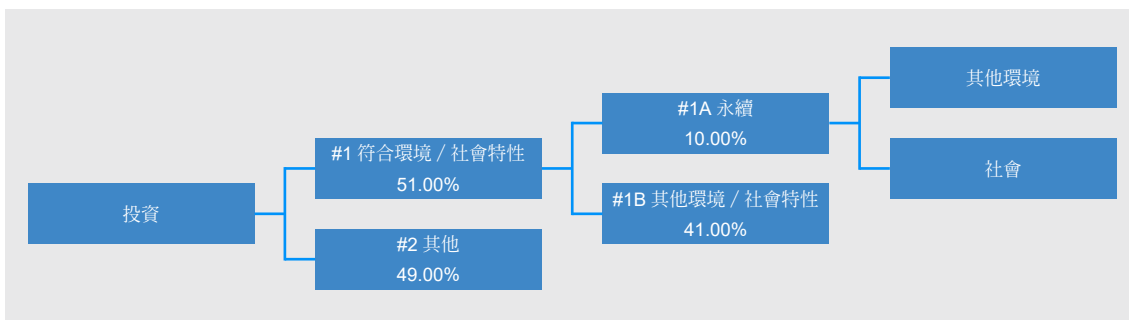 投資
#1 符合環境 / 社會特性
51.00%
#2 其他
49.00%
#1A 永續
10.00%
#1B 其他環境 / 社會特性
41.00%
其他環境
社會